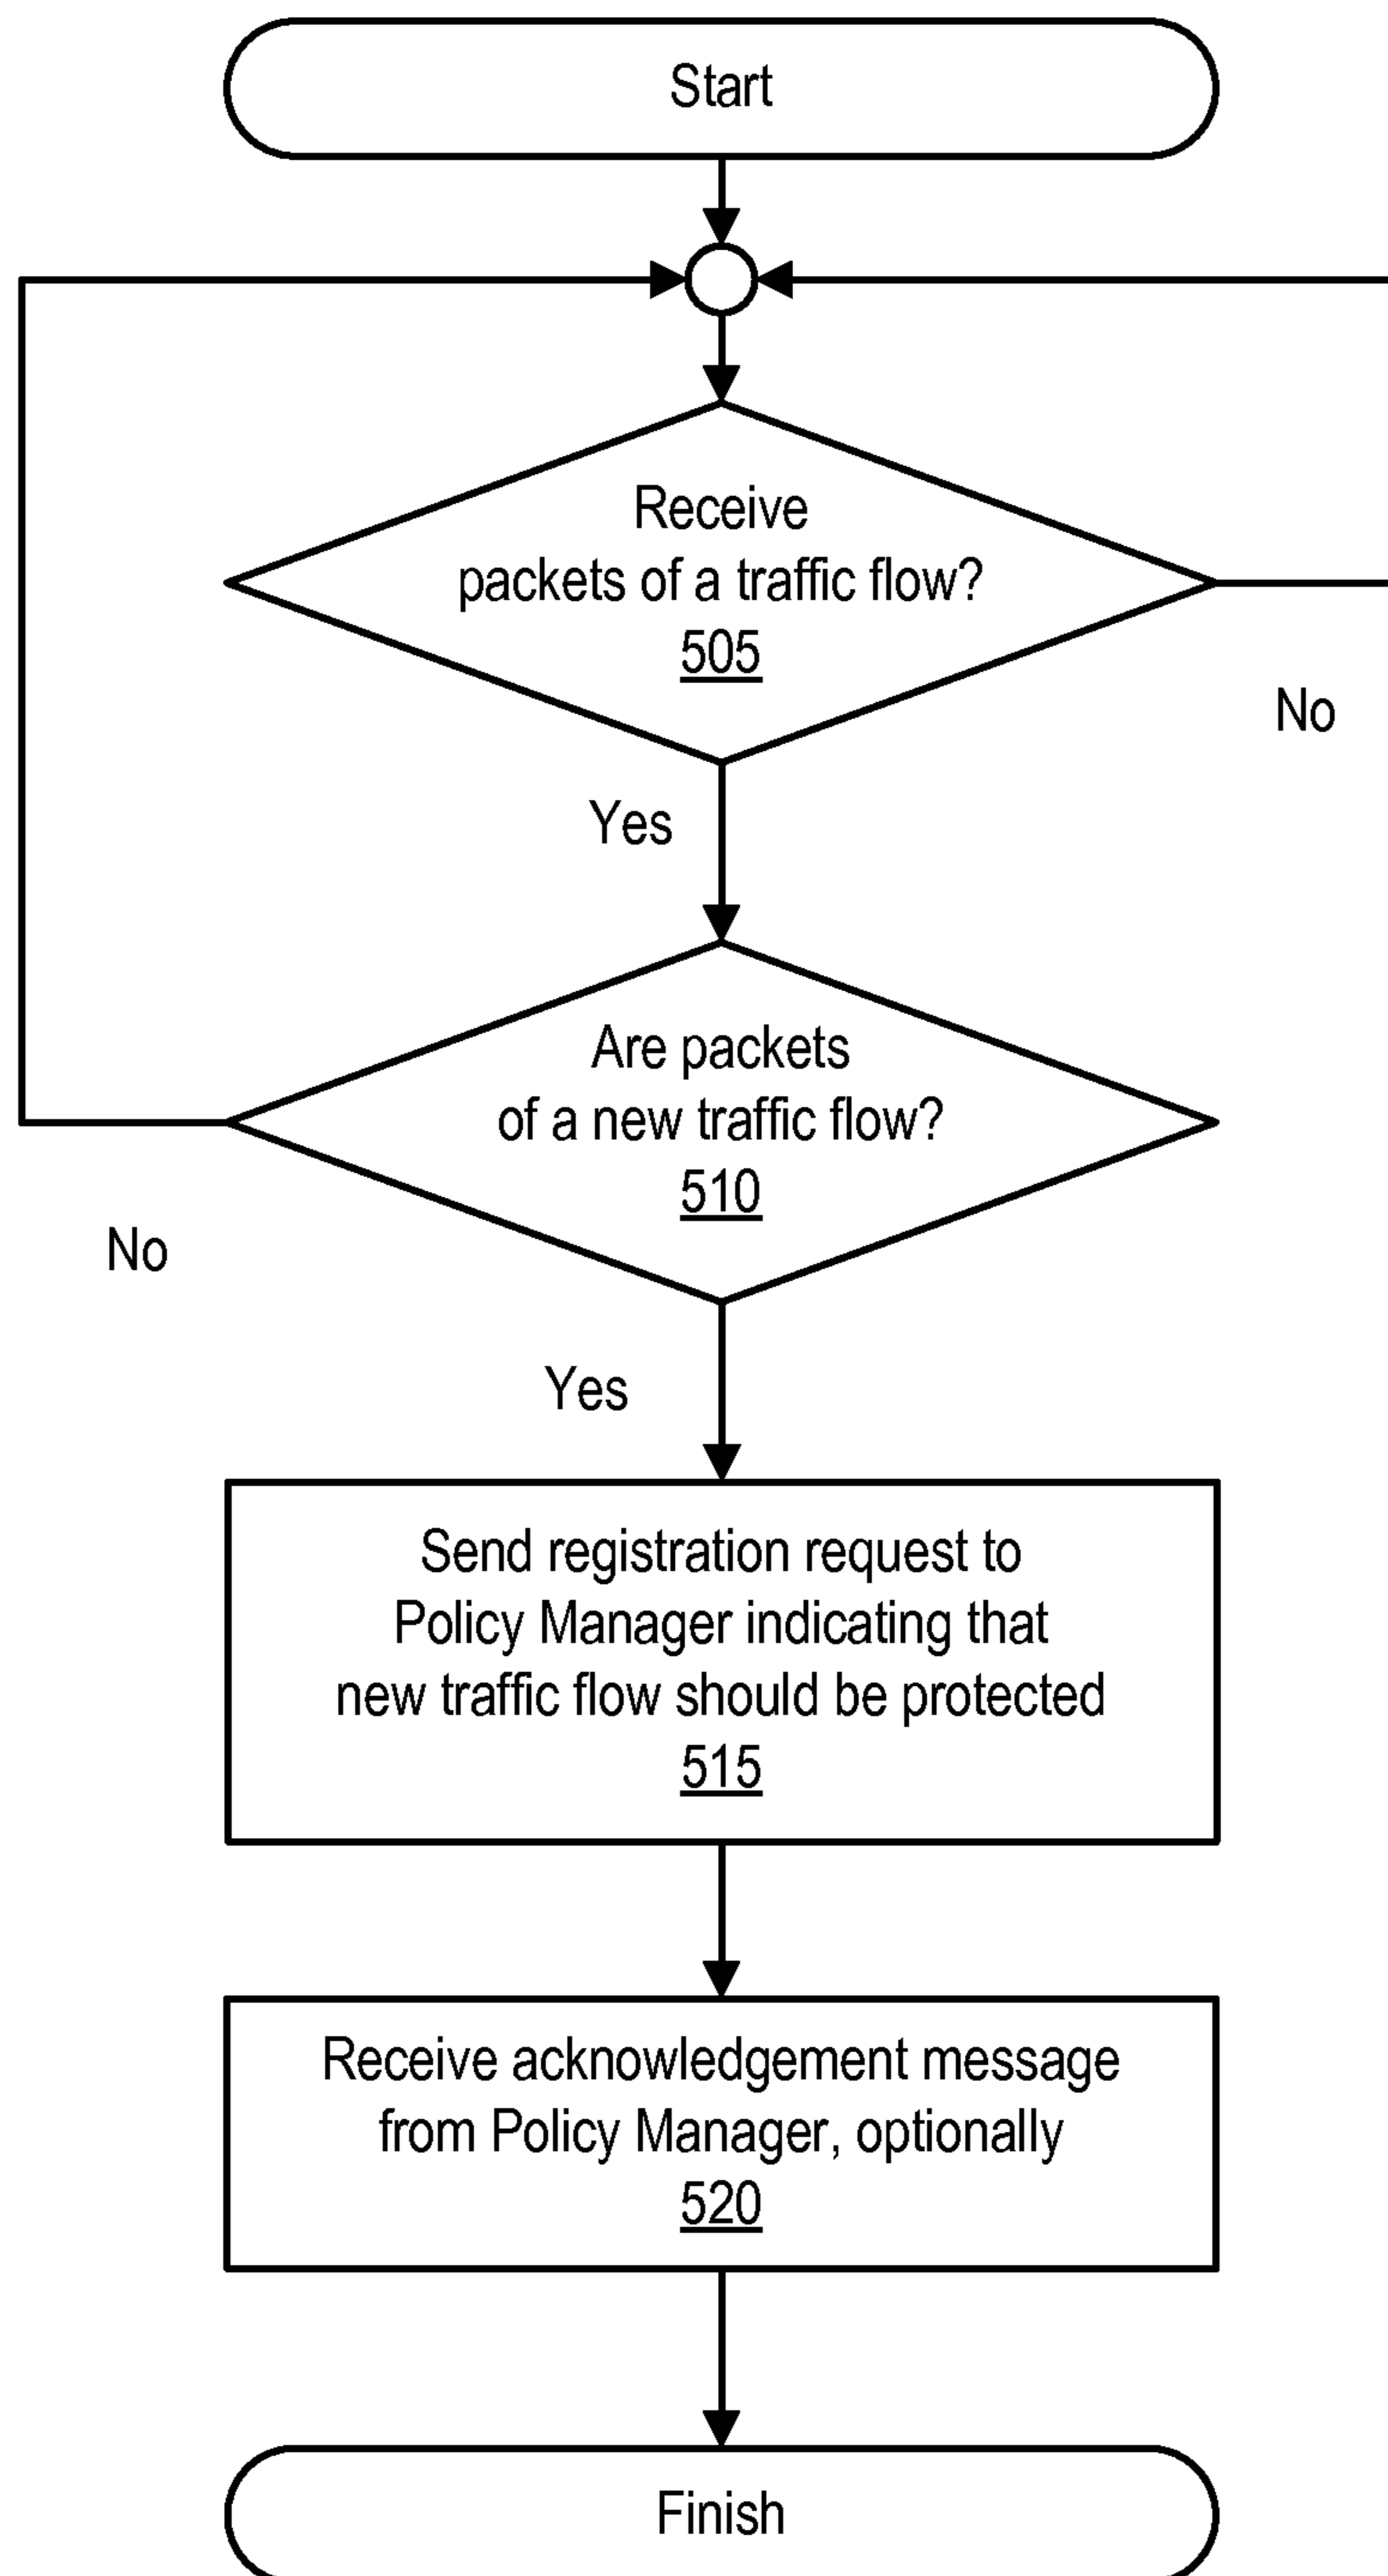 Start
Receive
packets of a traffic flow?
505
No
Yes
Are packets
of a new traffic flow?
510
No
Yes
Send registration request to
Policy Manager indicating that
new traffic flow should be protected
515
Receive acknowledgement message
from Policy Manager, optionally
520
Finish